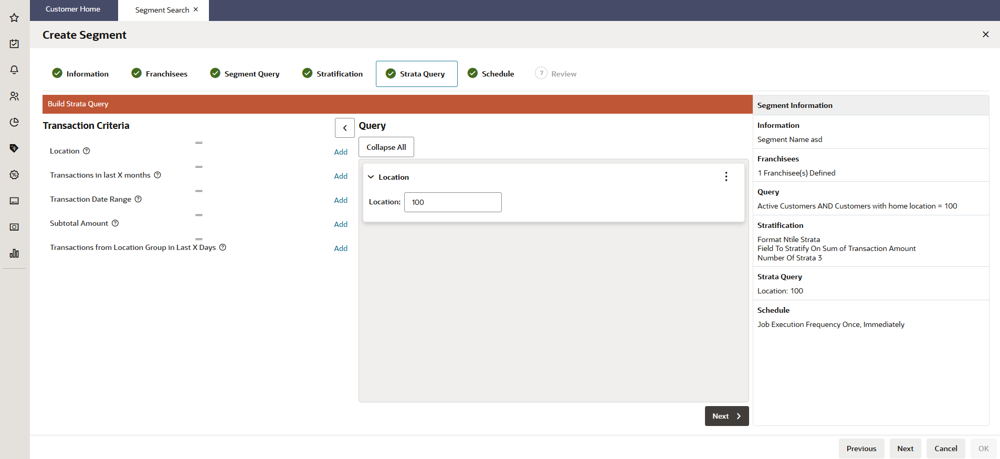 Customer Home
Segment Search ×
Create Segment
Information
Franchisees
Segment Query
Stratification
Strata Query
Schedule
7 Review
Build Strata Query
Transaction Criteria
Location
Add
Transactions in last X months
Add
Transaction Date Range
Add
Subtotal Amount
Add
Transactions from Location Group in Last X Days
Add
Query
Collapse All
Location
Location: 100
Next
Segment Information
Information
Segment Name asd
Franchisees
1 Franchisee(s) Defined
Query
Active Customers AND Customers with home location = 100
Stratification
Format Ntile Strata
Field To Stratify On Sum of Transaction Amount
Number Of Strata 3
Strata Query
Location: 100
Schedule
Job Execution Frequency Once, Immediately
Previous
Next
Cancel
OK